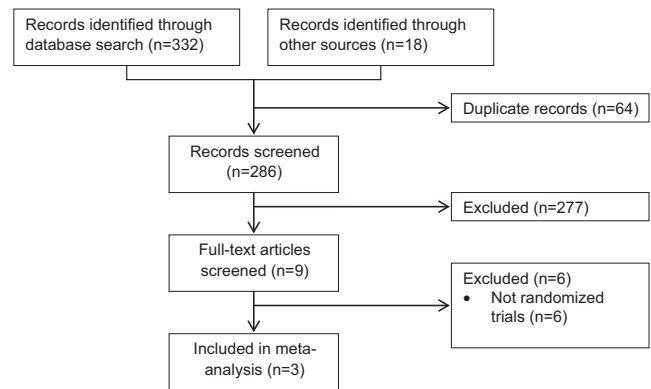 Records identified through
database search (n=332)
Records identified through
other sources (n=18)
Duplicate records (n=64)
Records screened
(n=286)
Excluded (n=277)
Full-text articles
screened (n=9)
Excluded (n=6)
• Not randomized
trials (n=6)
Included in meta-
analysis (n=3)